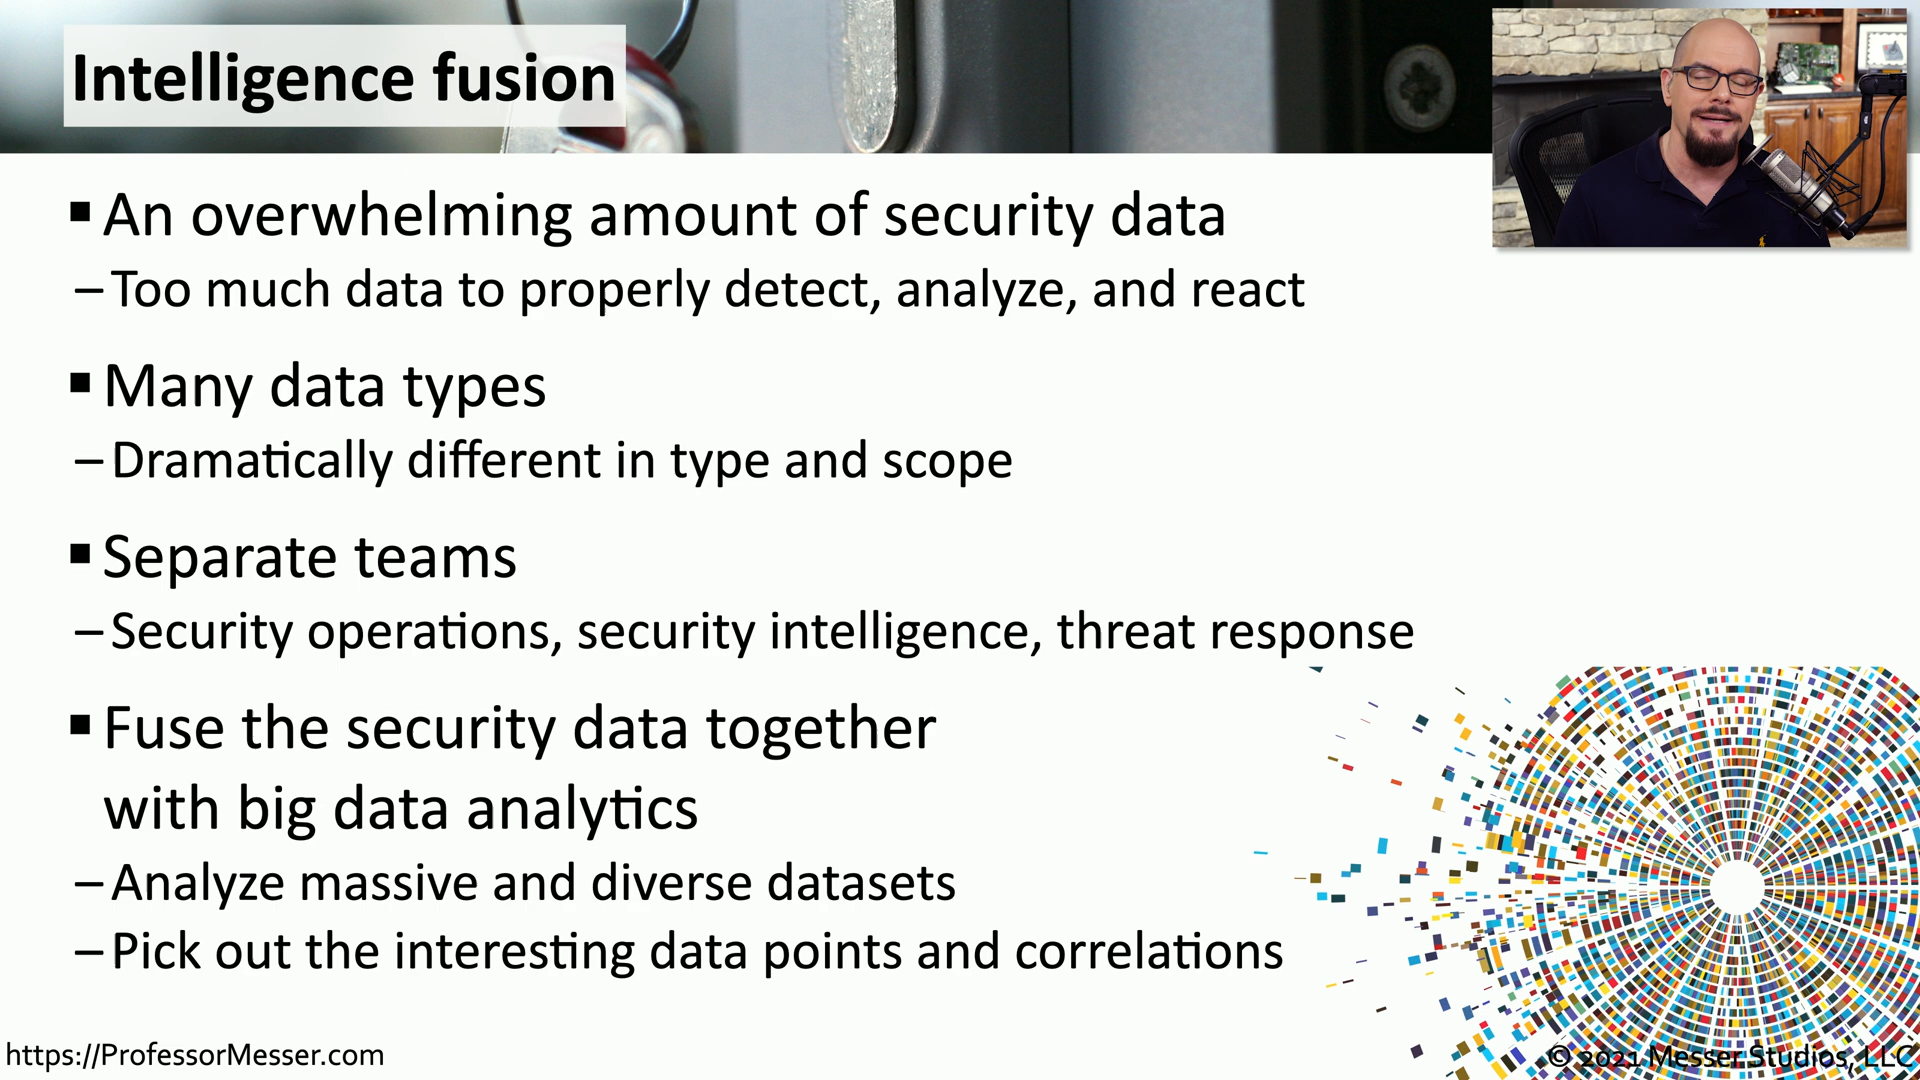 Intelligence fusion
▪ An overwhelming amount of security data
– Too much data to properly detect, analyze, and react
▪ Many data types
– Dramatically different in type and scope
▪ Separate teams
– Security operations, security intelligence, threat response
▪ Fuse the security data together
with big data analytics
– Analyze massive and diverse datasets
– Pick out the interesting data points and correlations
https://ProfessorMesser.com
© 2021 Messer Studios, LLC